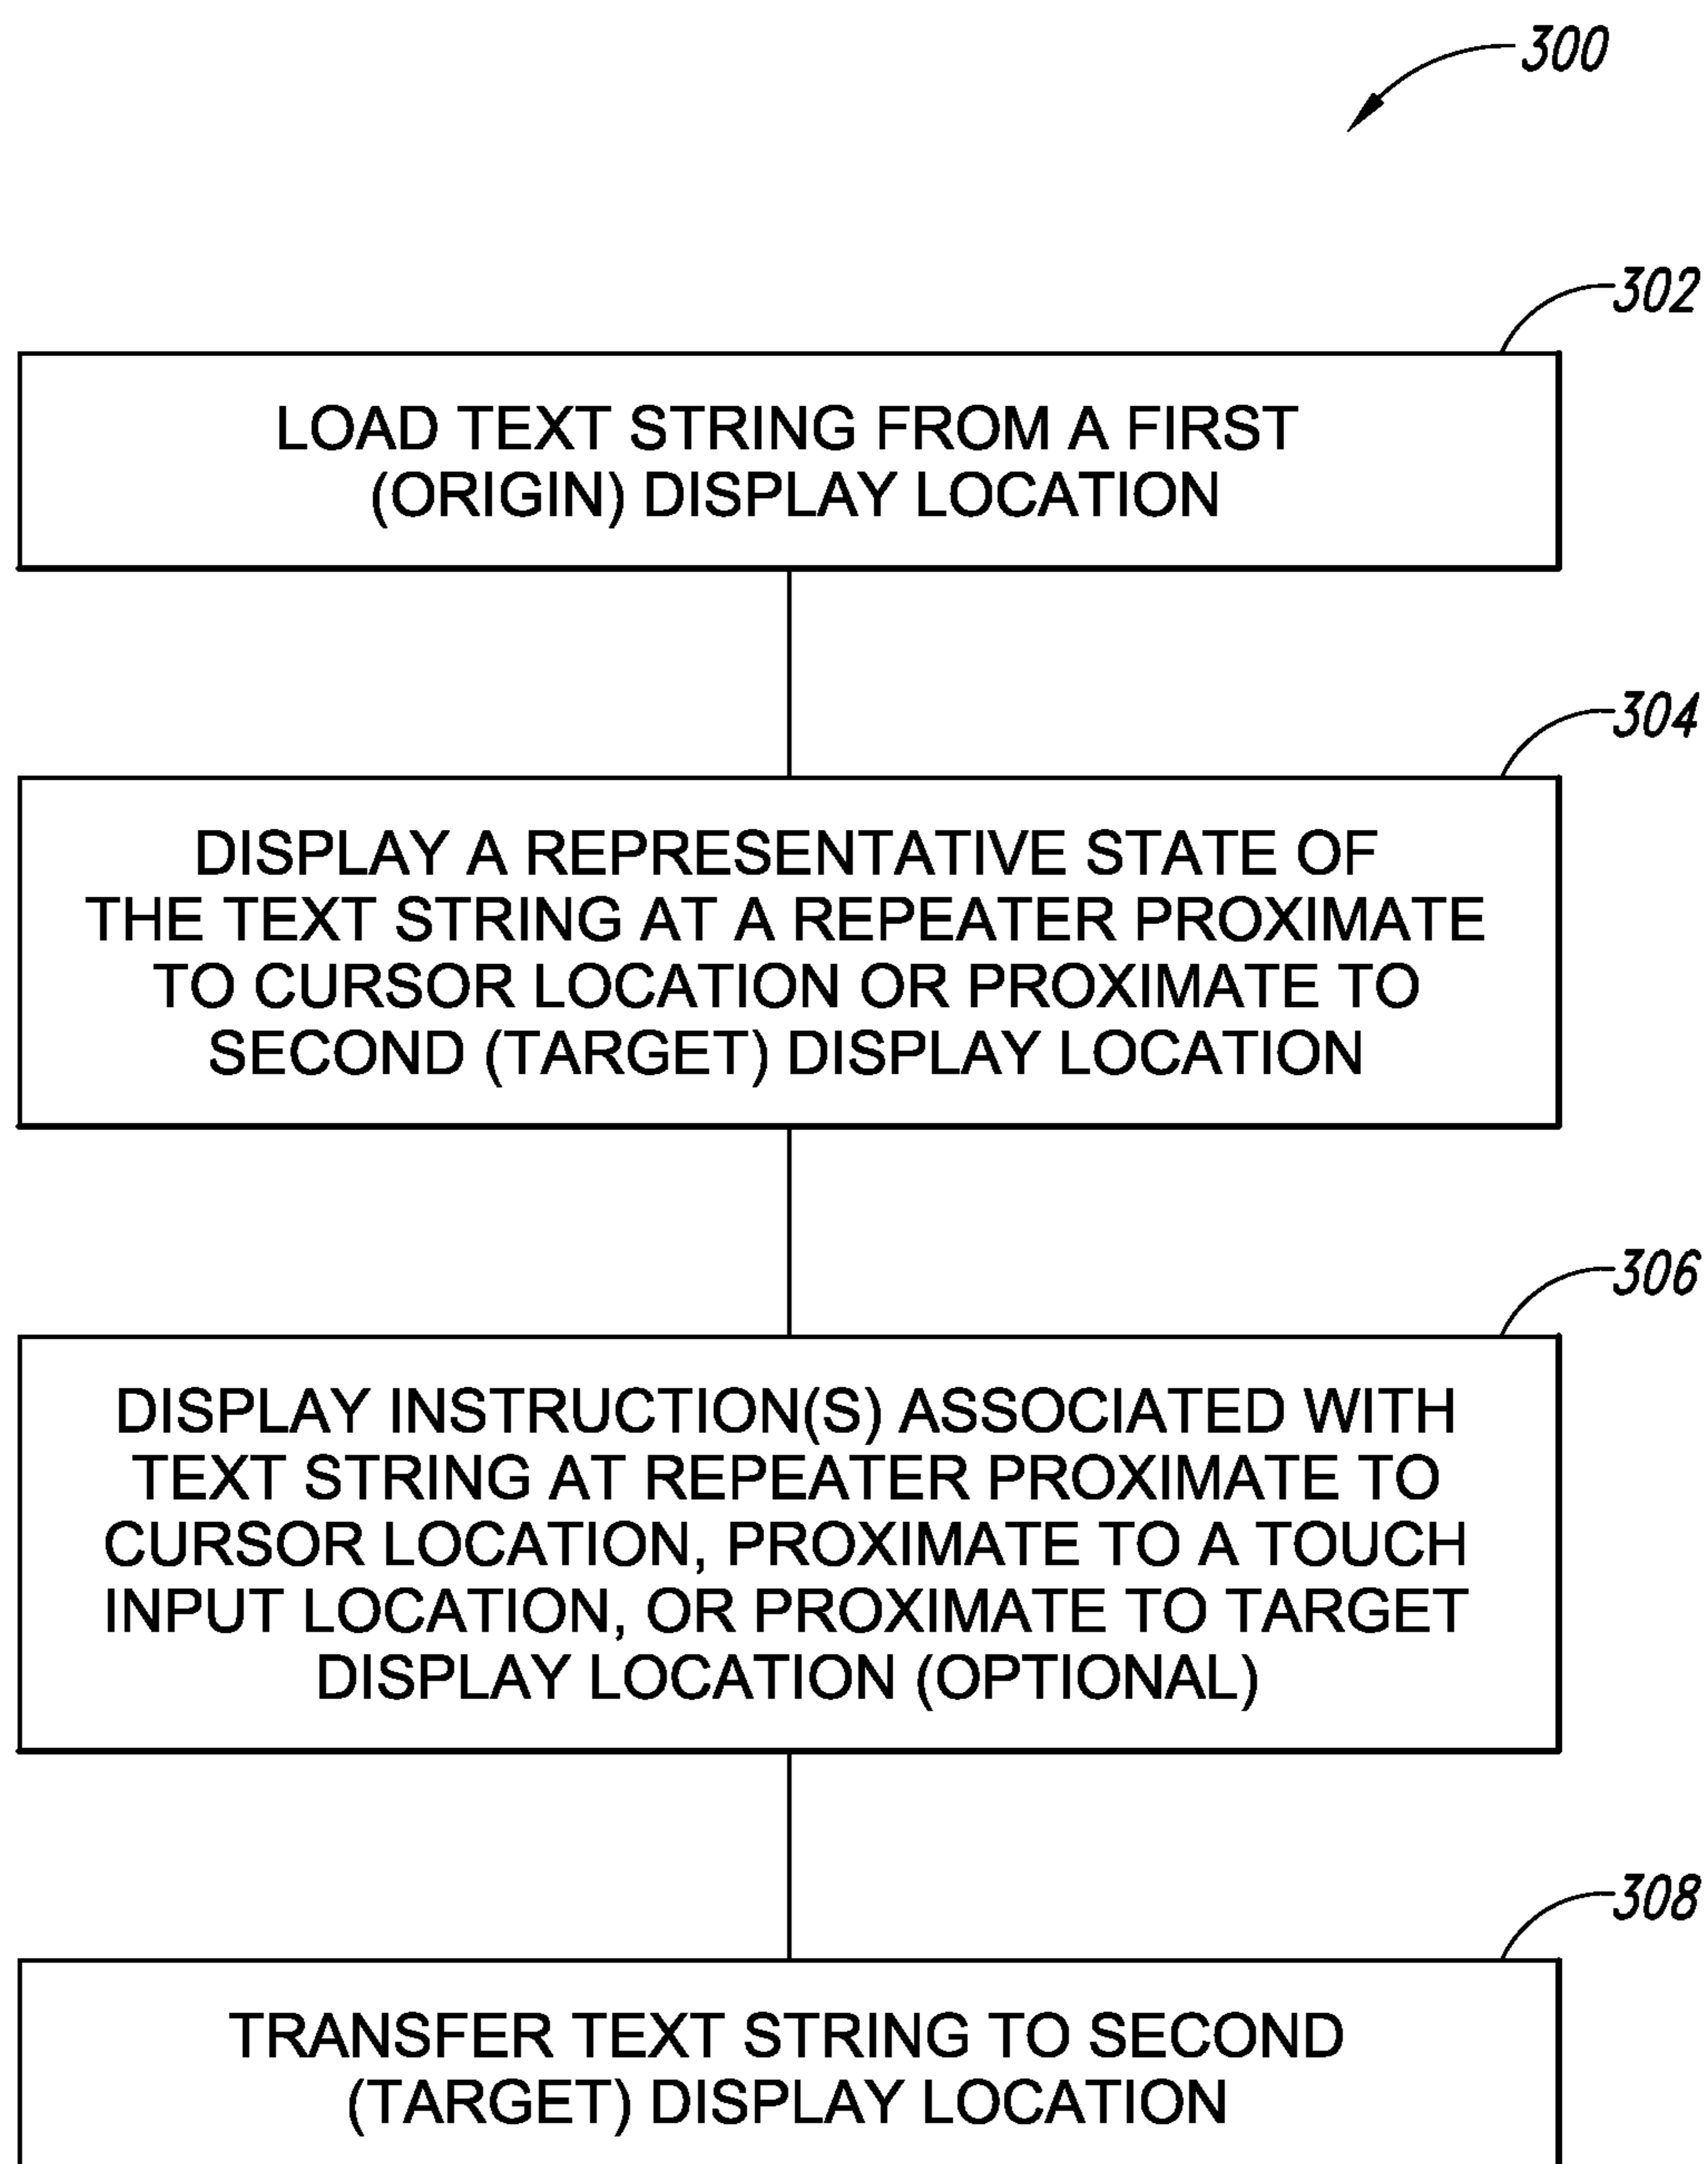 300
302
LOAD TEXT STRING FROM A FIRST
(ORIGIN) DISPLAY LOCATION
304
DISPLAY A REPRESENTATIVE STATE OF
THE TEXT STRING AT A REPEATER PROXIMATE
TO CURSOR LOCATION OR PROXIMATE TO
SECOND (TARGET) DISPLAY LOCATION
306
DISPLAY INSTRUCTION(S) ASSOCIATED WITH
TEXT STRING AT REPEATER PROXIMATE TO
CURSOR LOCATION, PROXIMATE TO A TOUCH
INPUT LOCATION, OR PROXIMATE TO TARGET
DISPLAY LOCATION (OPTIONAL)
308
TRANSFER TEXT STRING TO SECOND
(TARGET) DISPLAY LOCATION